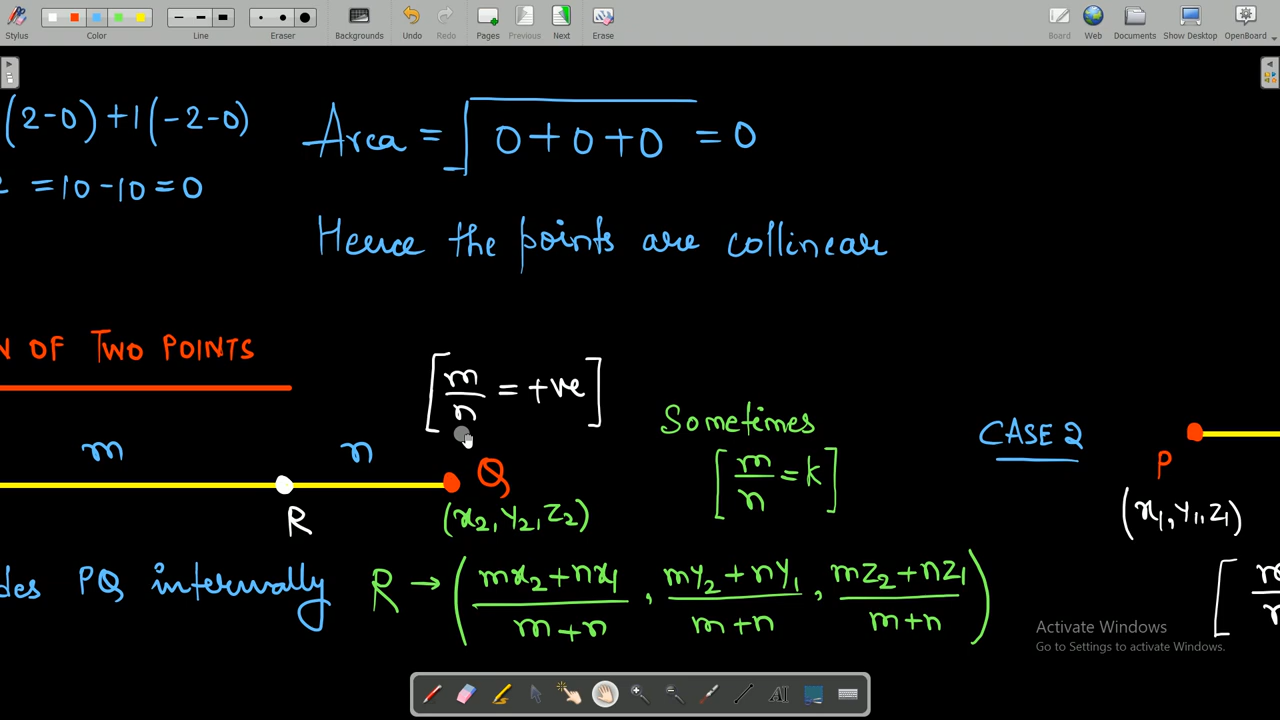 Stylus Color Line Eraser Backgrounds Undo Redo Pages Previous Next Erase Board Web Documents Show Desktop OpenBoard
(2-0)+1(-2-0)
Area = √(0+0+0) = 0
=10-10=0
Hence the points are collinear
OF TWO POINTS
[m/n = +ve]
Sometimes
CASE 2
m n
[m/n = k]
Q
P
R
(x₂,y₂,z₂)
(x₁,y₁,z₁)
PQ internally R → ((mx₂+nx₁)/(m+n), (my₂+ny₁)/(m+n), (mz₂+nz₁)/(m+n))
Activate Windows
Go to Settings to activate Windows.